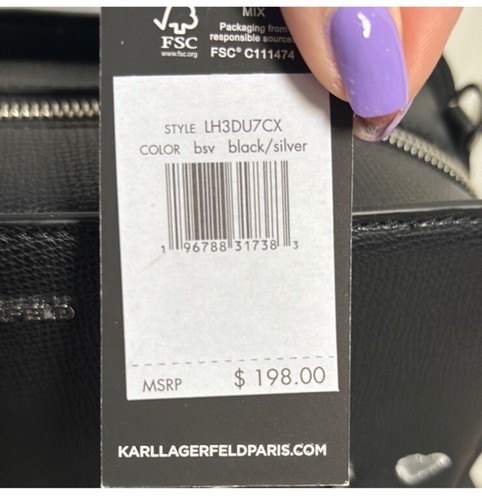 MIX
Packaging from
responsible source
FSC
www.fsc.org
FSC® C111474
STYLE LH3DU7CX
COLOR bsv black/silver
1 96788 31738 3
MSRP $ 198.00
KARLLAGERFELDPARIS.COM